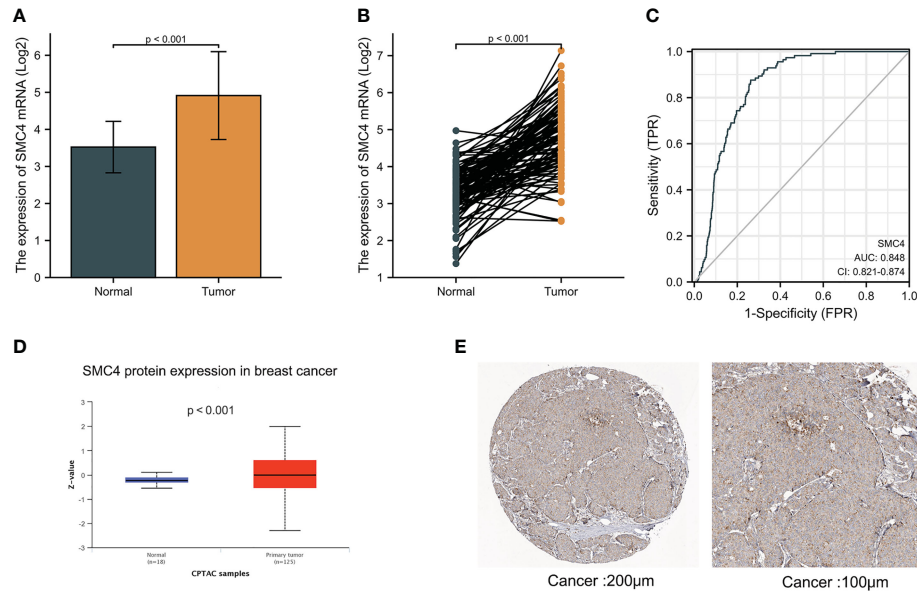 A
The expression of SMC4 mRNA (Log2)
6
5
4
3
2
1
0
p < 0.001
Normal
Tumor
B
The expression of SMC4 mRNA (Log2)
7
6
5
4
3
2
1
p < 0.001
Normal
Tumor
C
Sensitivity (TPR)
1.0
0.8
0.6
0.4
0.2
0.0
SMC4
AUC: 0.848
CI: 0.821-0.874
0.0 0.2 0.4 0.6 0.8 1.0
1-Specificity (FPR)
D
SMC4 protein expression in breast cancer
p < 0.001
Z-value
3
2
1
0
-1
-2
-3
Normal
(n=18)
Primary tumor
(n=125)
CPTAC samples
E
Cancer :200μm
Cancer :100μm